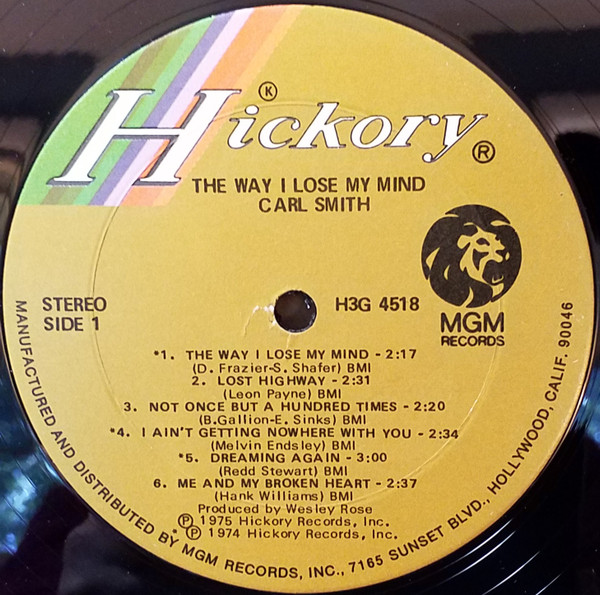 Hickory®
Ⓚ
THE WAY I LOSE MY MIND
CARL SMITH
STEREO
SIDE 1
H3G 4518
MGM
RECORDS
*1. THE WAY I LOSE MY MIND - 2:17
(D. Frazier-S. Shafer) BMI
2. LOST HIGHWAY - 2:31
(Leon Payne) BMI
3. NOT ONCE BUT A HUNDRED TIMES - 2:20
(B.Gallion-E. Sinks) BMI
*4. I AIN'T GETTING NOWHERE WITH YOU - 2:34
(Melvin Endsley) BMI
*5. DREAMING AGAIN - 3:00
(Redd Stewart) BMI
6. ME AND MY BROKEN HEART - 2:37
(Hank Williams) BMI
Produced by Wesley Rose
Ⓟ 1975 Hickory Records, Inc.
*Ⓟ 1974 Hickory Records, Inc.
MANUFACTURED AND DISTRIBUTED BY MGM RECORDS, INC., 7165 SUNSET BLVD., HOLLYWOOD, CALIF. 90046